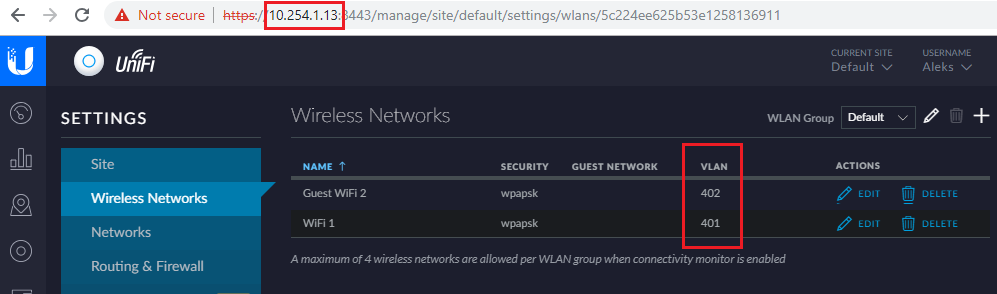 Not secure https://10.254.1.13:8443/manage/site/default/settings/wlans/5c224ee625b53e1258136911
UniFi
CURRENT SITE USERNAME
Default Aleks
SETTINGS
Site
Wireless Networks
Networks
Routing & Firewall
Wireless Networks
WLAN Group Default
NAME ↑ SECURITY GUEST NETWORK VLAN ACTIONS
Guest WiFi 2 wpapsk 402 EDIT DELETE
WiFi 1 wpapsk 401 EDIT DELETE
A maximum of 4 wireless networks are allowed per WLAN group when connectivity monitor is enabled